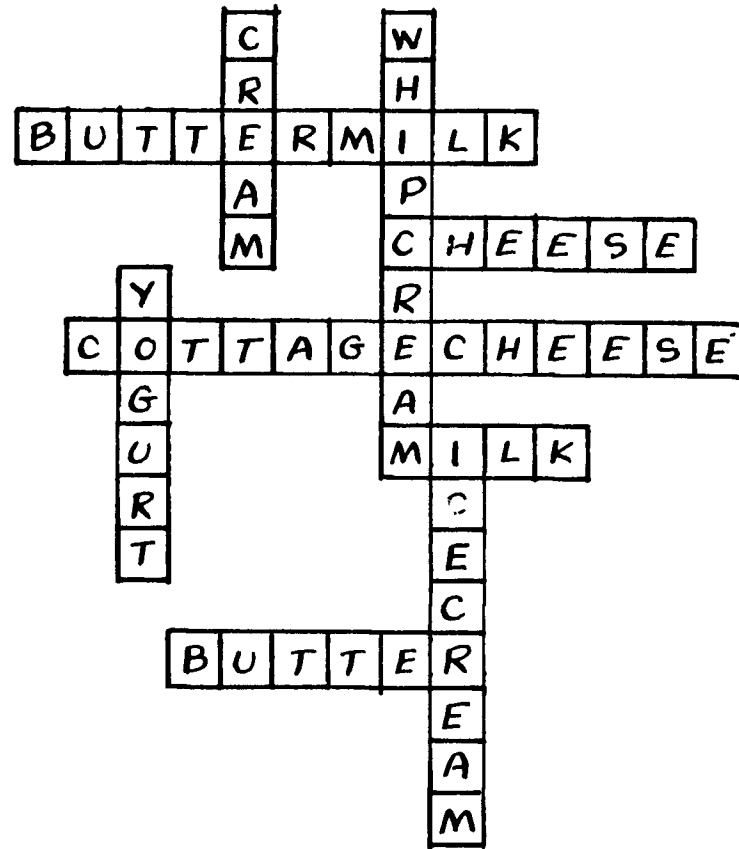 CREAM
WHIPCREAM
BUTTERMILK
CHEESE
YOGURT
COTTAGECHEESE
MILK
ICECREAM
BUTTER